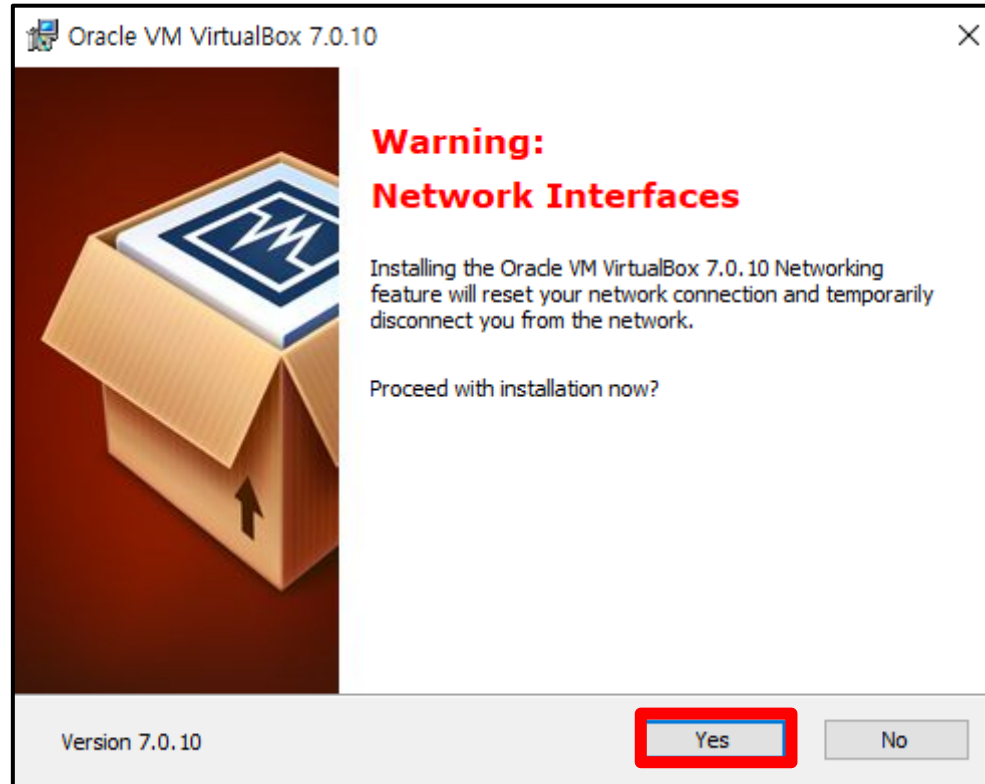 Oracle VM VirtualBox 7.0.10
Warning:
Network Interfaces
Installing the Oracle VM VirtualBox 7.0.10 Networking
feature will reset your network connection and temporarily
disconnect you from the network.
Proceed with installation now?
Version 7.0.10
Yes
No